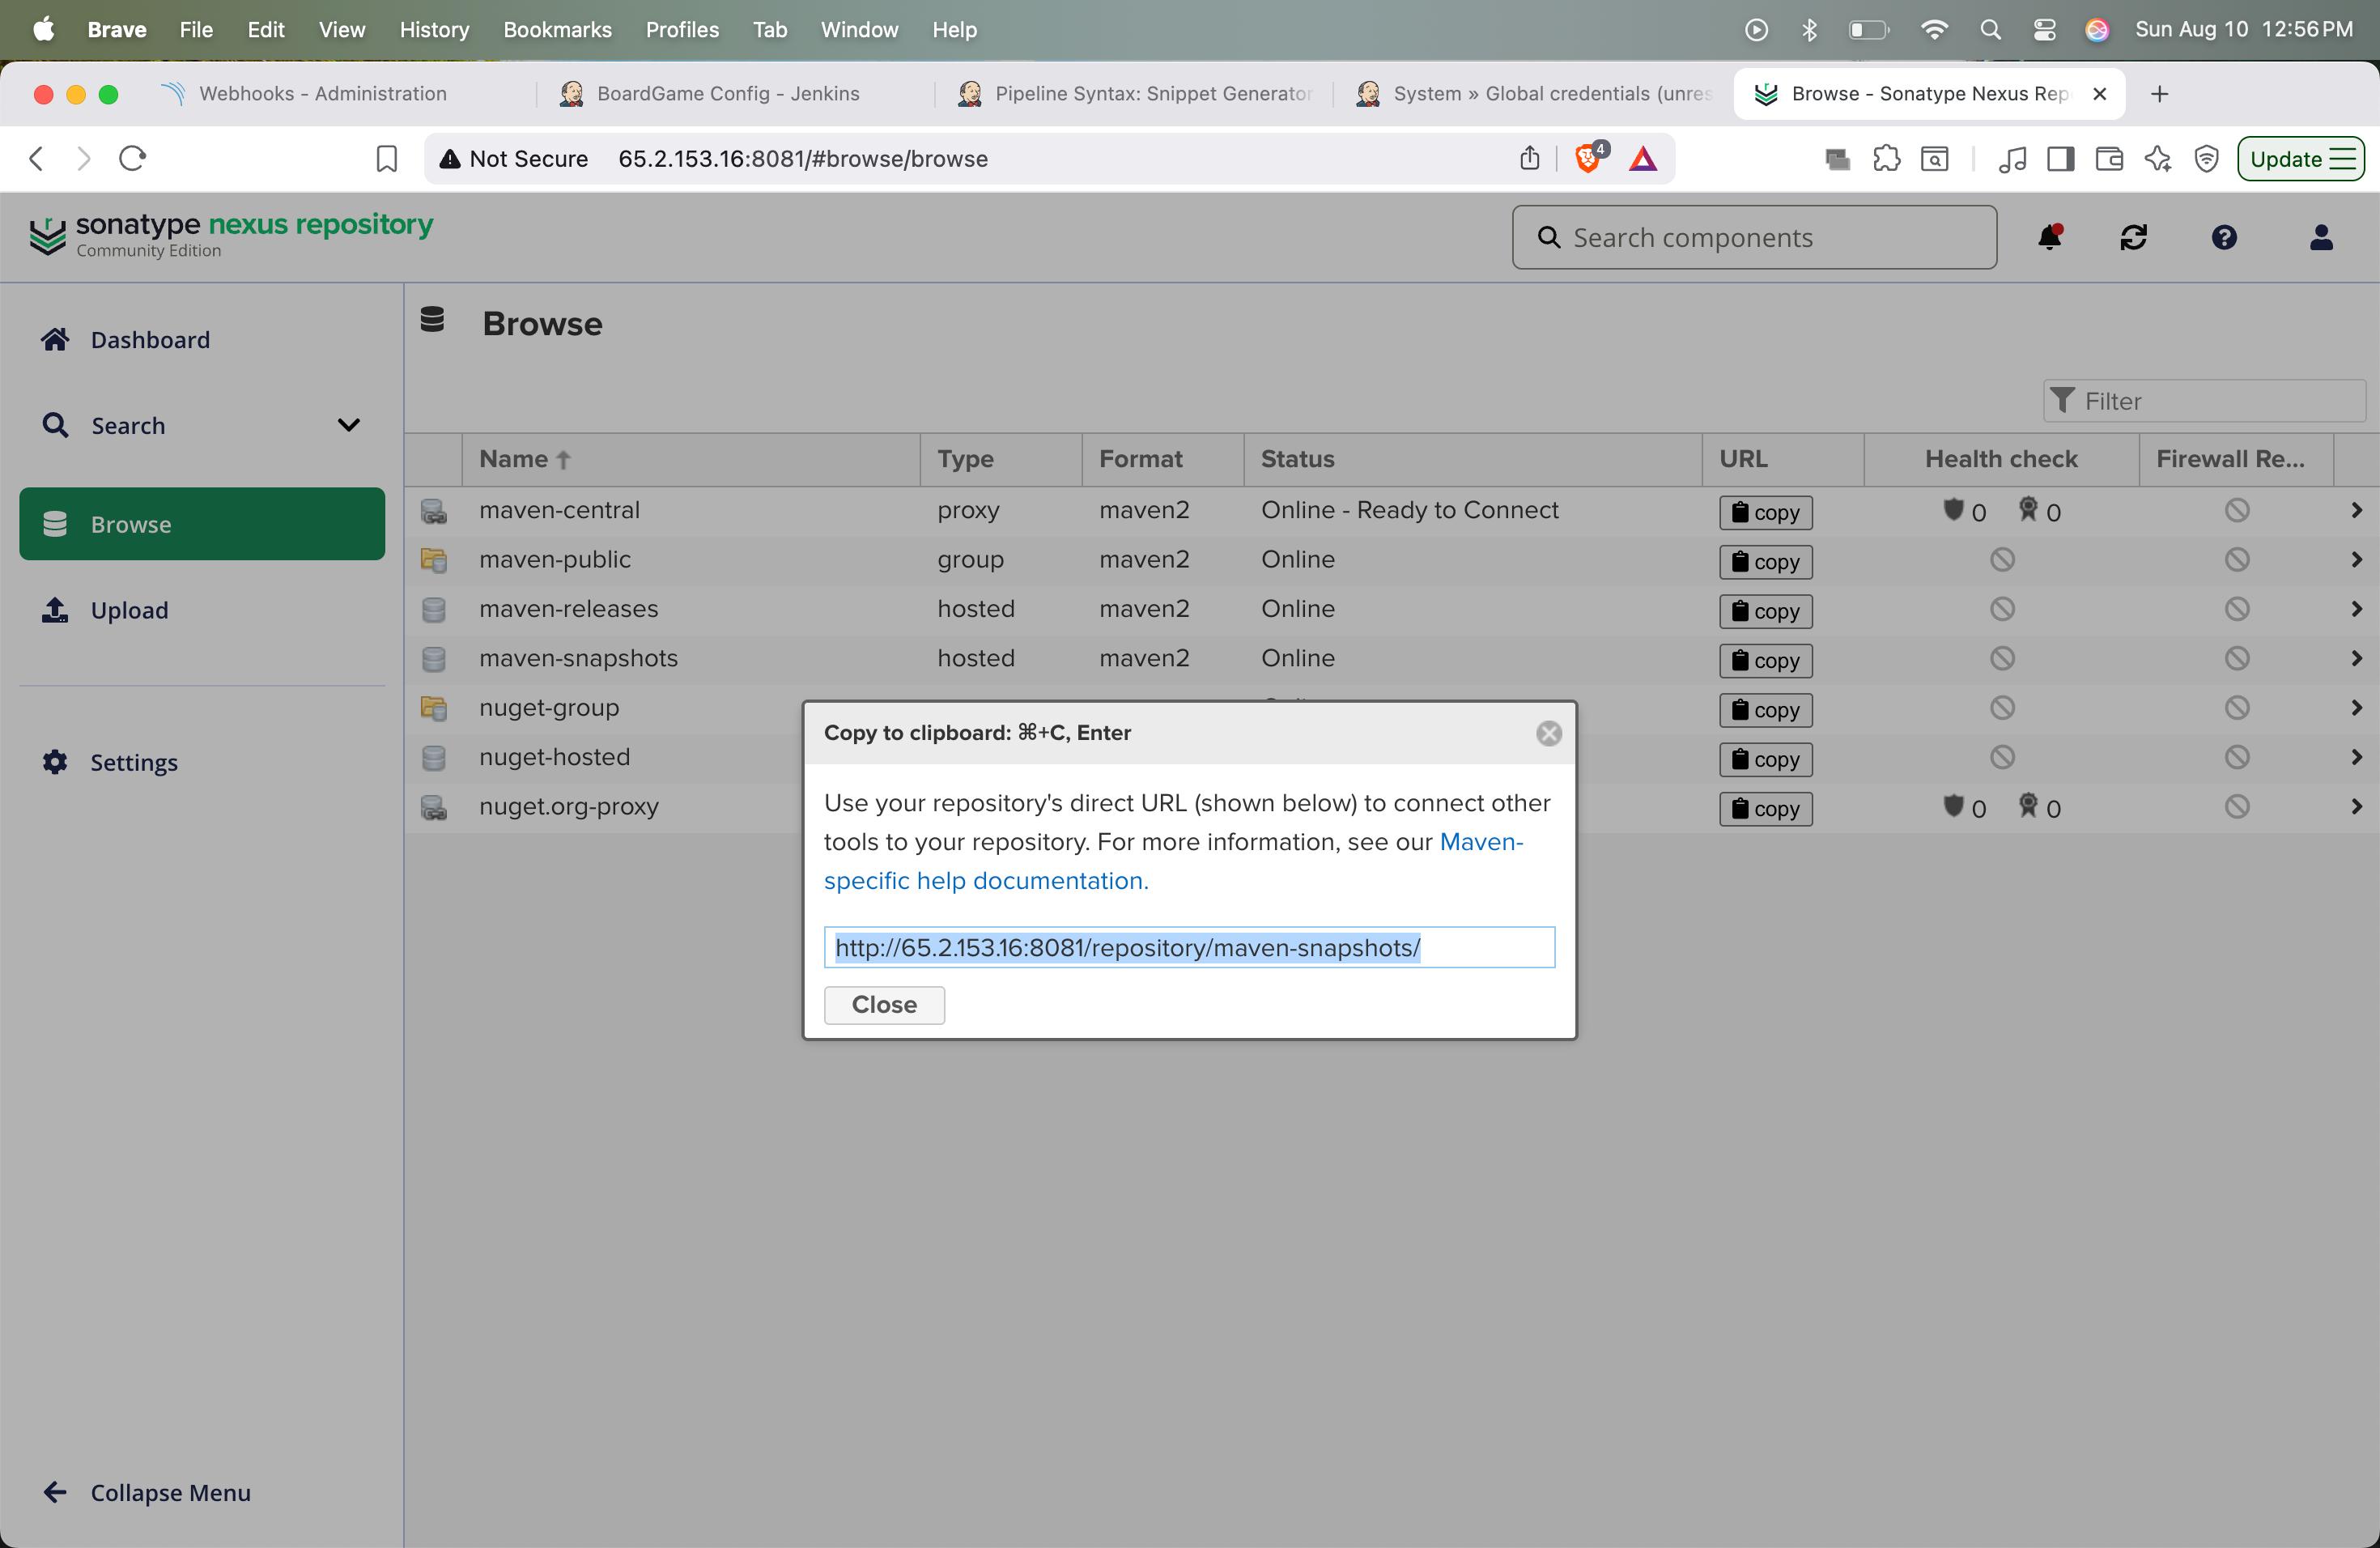 Brave File Edit View History Bookmarks Profiles Tab Window Help Sun Aug 10 12:56 PM
Webhooks - Administration BoardGame Config - Jenkins Pipeline Syntax: Snippet Generator System » Global credentials (unres Browse - Sonatype Nexus Rep
Not Secure 65.2.153.16:8081/#browse/browse 4 Update
sonatype nexus repository
Community Edition
Search components
Dashboard
Search
Browse
Upload
Settings
Collapse Menu
Browse
Filter
Name Type Format Status URL Health check Firewall Re...
maven-central proxy maven2 Online - Ready to Connect copy 0 0
maven-public group maven2 Online copy
maven-releases hosted maven2 Online copy
maven-snapshots hosted maven2 Online copy
nuget-group copy
nuget-hosted copy
nuget.org-proxy copy 0 0
Copy to clipboard: ⌘+C, Enter
Use your repository's direct URL (shown below) to connect other
tools to your repository. For more information, see our Maven-
specific help documentation.
http://65.2.153.16:8081/repository/maven-snapshots/
Close